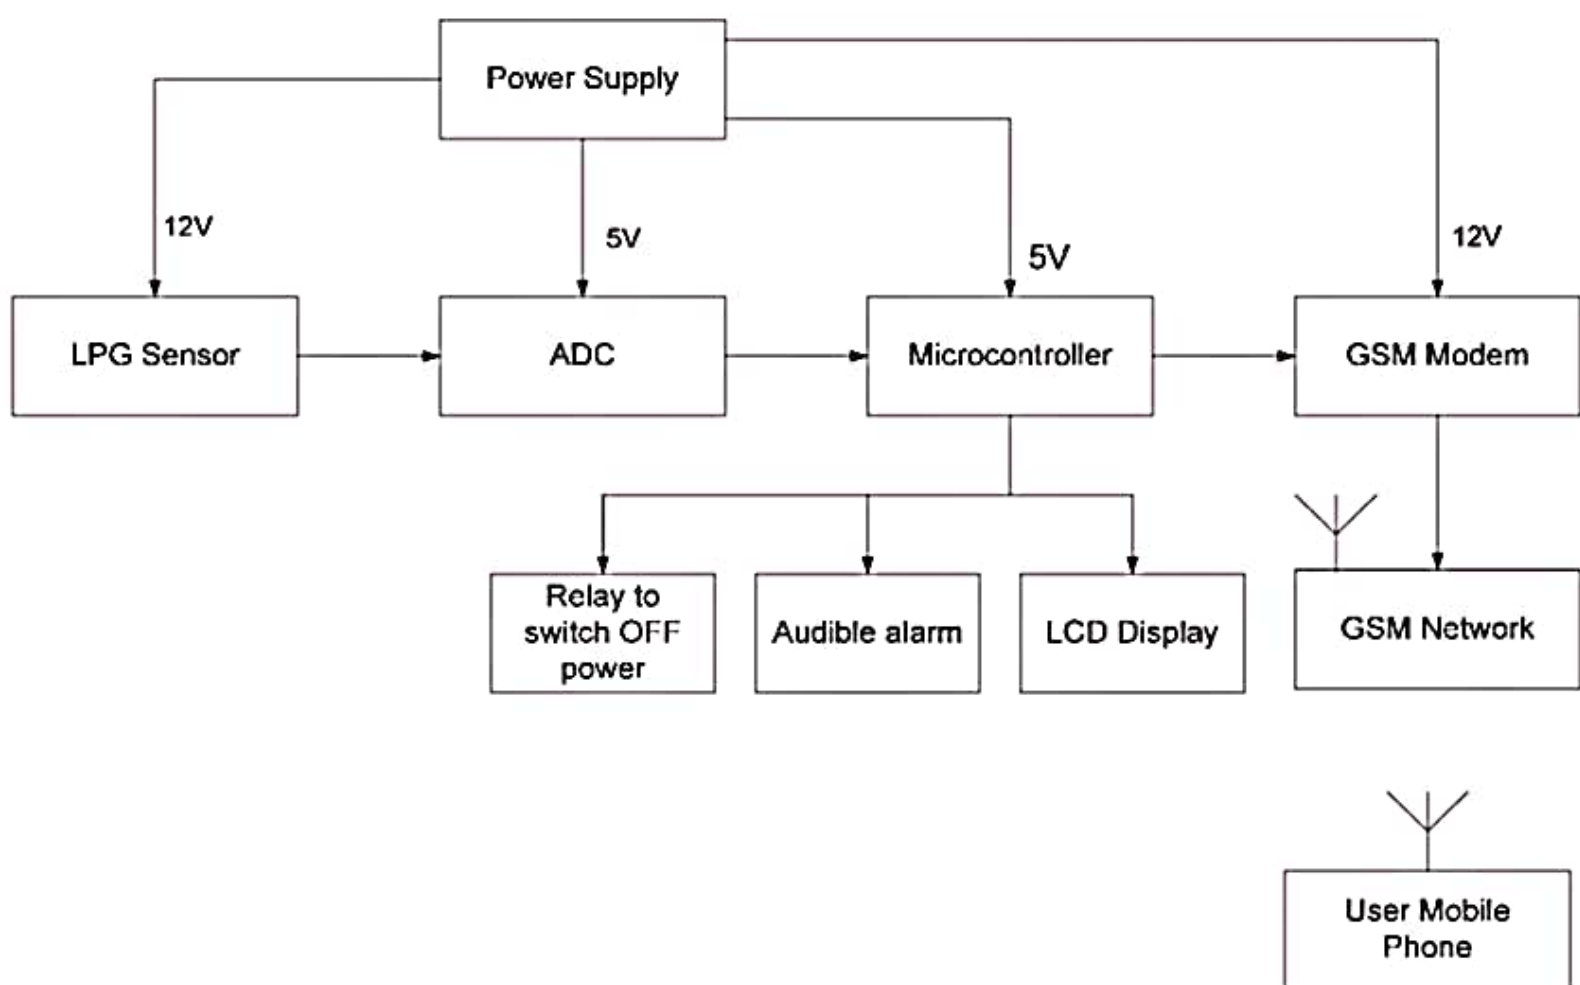 Power Supply
12V
5V
5V
12V
LPG Sensor
ADC
Microcontroller
GSM Modem
Relay to
switch OFF
power
Audible alarm
LCD Display
GSM Network
User Mobile
Phone